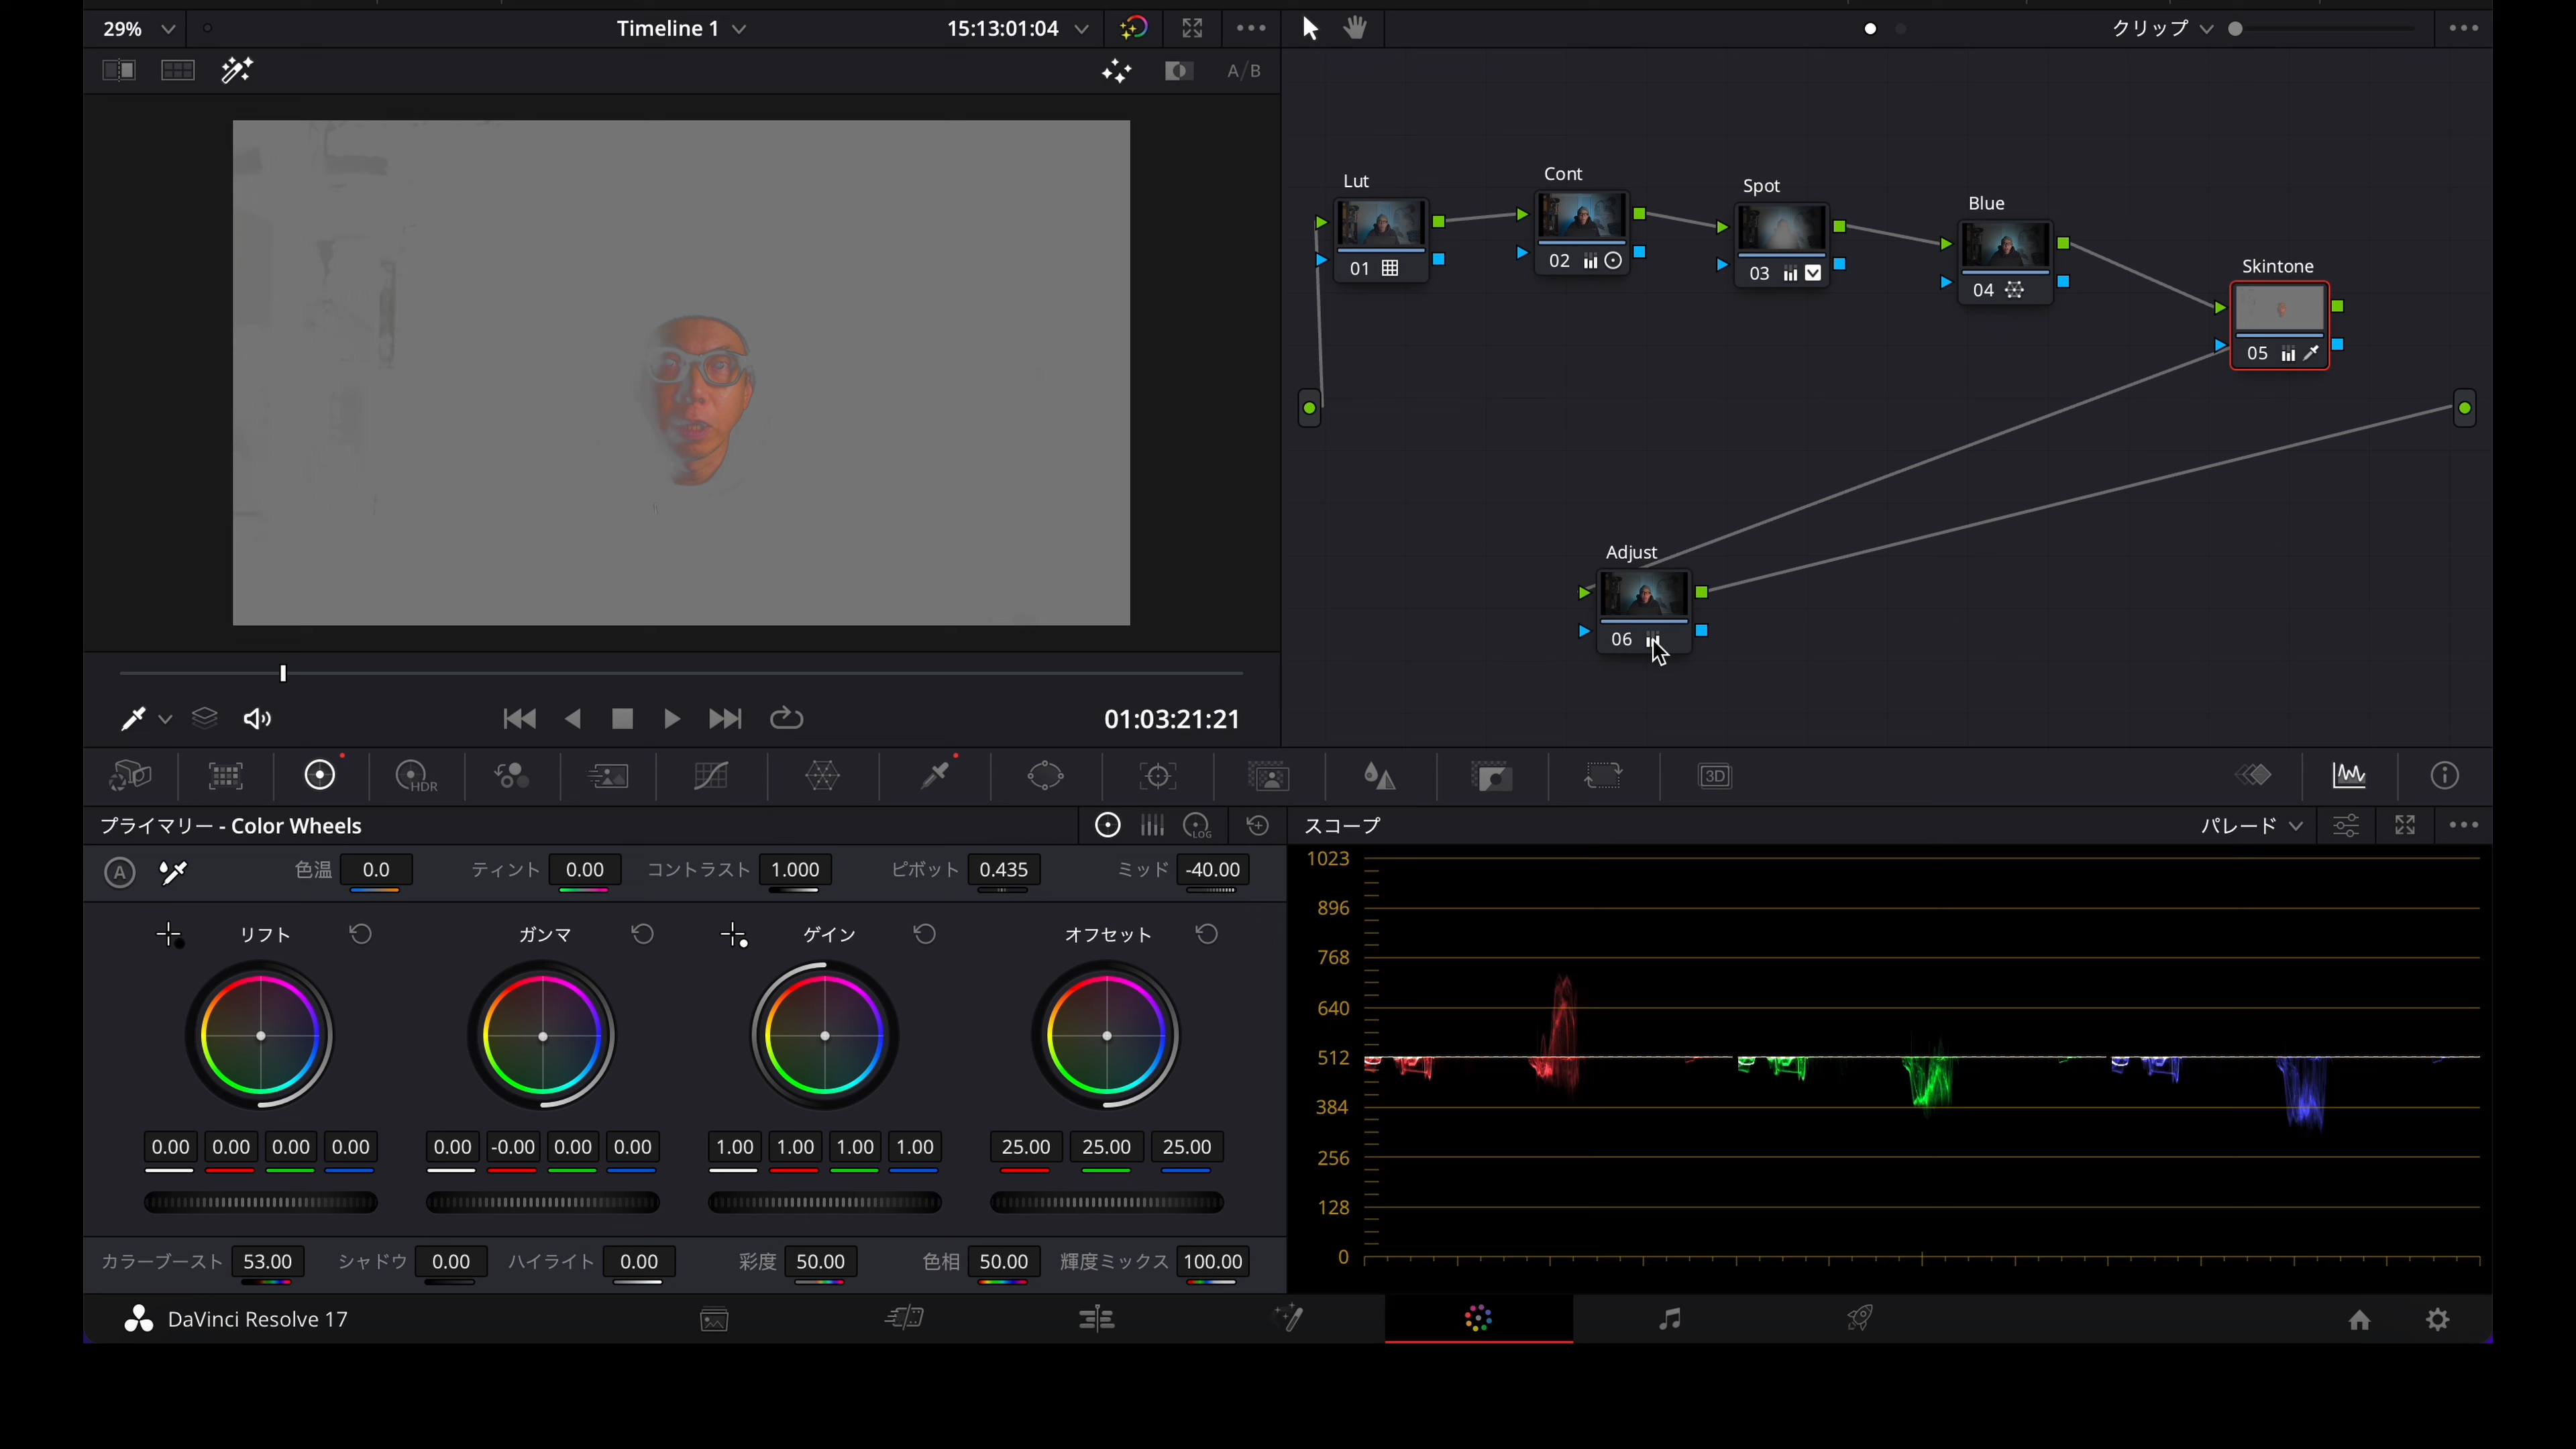 29%
Timeline 1
15:13:01:04
クリップ
A/B
Lut
Cont
Spot
Blue
Skintone
01
02
03
04
05
Adjust
06
01:03:21:21
HDR
3D
プライマリー - Color Wheels
LOG
スコープ
パレード
A
色温 0.0
ティント 0.00
コントラスト 1.000
ピボット 0.435
ミッド -40.00
リフト
ガンマ
ゲイン
オフセット
0.00 0.00 0.00 0.00
0.00 -0.00 0.00 0.00
1.00 1.00 1.00 1.00
25.00 25.00 25.00
カラーブースト 53.00
シャドウ 0.00
ハイライト 0.00
彩度 50.00
色相 50.00
輝度ミックス 100.00
1023
896
768
640
512
384
256
128
0
DaVinci Resolve 17